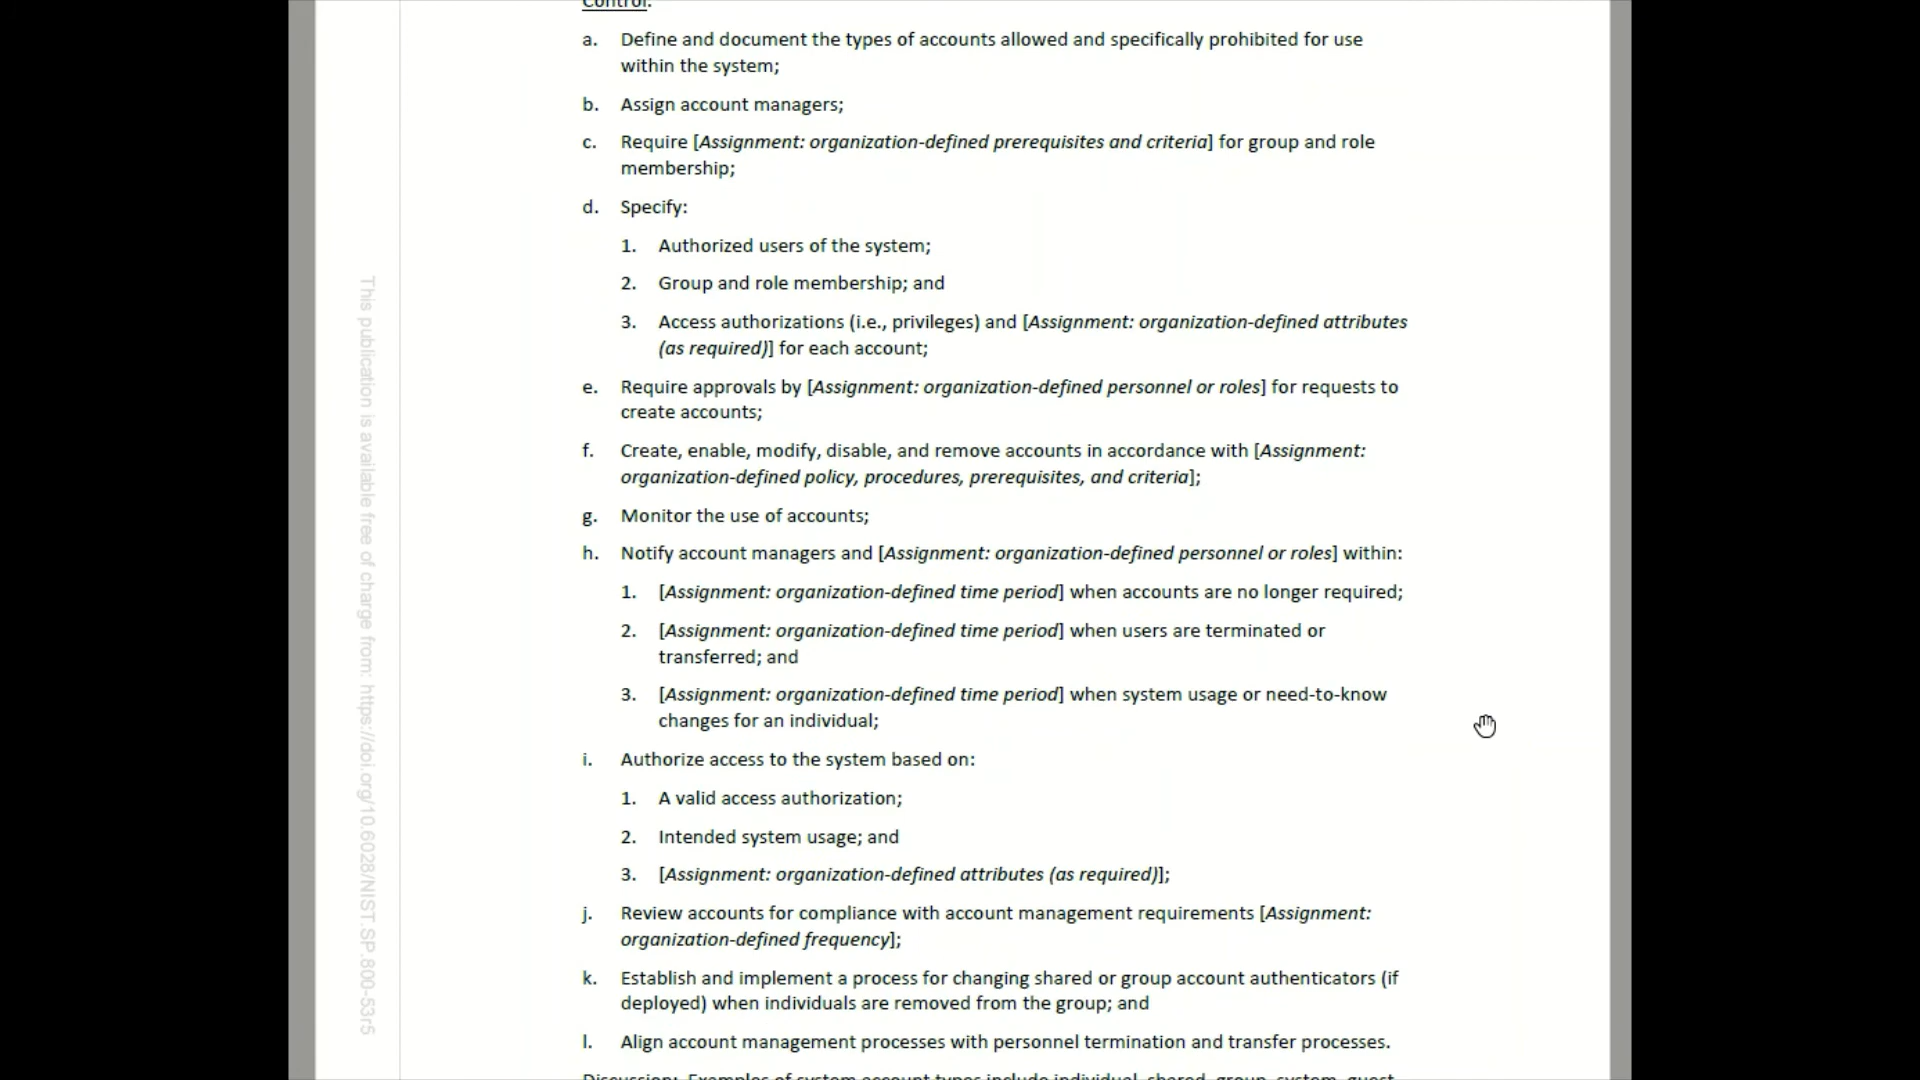 Control:
a. Define and document the types of accounts allowed and specifically prohibited for use
within the system;
b. Assign account managers;
c. Require [Assignment: organization-defined prerequisites and criteria] for group and role
membership;
d. Specify:
1. Authorized users of the system;
2. Group and role membership; and
3. Access authorizations (i.e., privileges) and [Assignment: organization-defined attributes
(as required)] for each account;
e. Require approvals by [Assignment: organization-defined personnel or roles] for requests to
create accounts;
f. Create, enable, modify, disable, and remove accounts in accordance with [Assignment:
organization-defined policy, procedures, prerequisites, and criteria];
g. Monitor the use of accounts;
h. Notify account managers and [Assignment: organization-defined personnel or roles] within:
1. [Assignment: organization-defined time period] when accounts are no longer required;
2. [Assignment: organization-defined time period] when users are terminated or
transferred; and
3. [Assignment: organization-defined time period] when system usage or need-to-know
changes for an individual;
i. Authorize access to the system based on:
1. A valid access authorization;
2. Intended system usage; and
3. [Assignment: organization-defined attributes (as required)];
j. Review accounts for compliance with account management requirements [Assignment:
organization-defined frequency];
k. Establish and implement a process for changing shared or group account authenticators (if
deployed) when individuals are removed from the group; and
l. Align account management processes with personnel termination and transfer processes.
Discussion: Examples of system account types include individual, shared, group, system, guest,
This publication is available free of charge from: https://doi.org/10.6028/NIST.SP.800-53r5